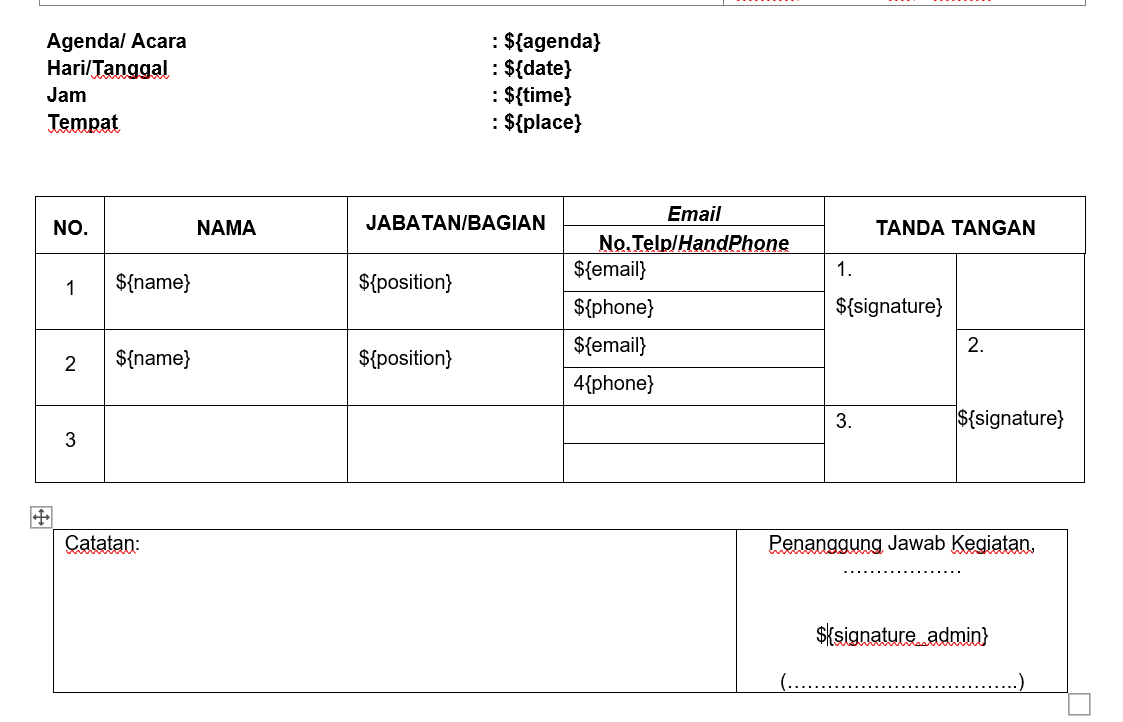 Agenda/ Acara : ${agenda}
Hari/Tanggal : ${date}
Jam : ${time}
Tempat : ${place}
NO. NAMA JABATAN/BAGIAN Email TANDA TANGAN
No.Telp/HandPhone
1 ${name} ${position} ${email} 1.
${phone} ${signature}
2 ${name} ${position} ${email} 2.
4{phone}
${signature}
3 3.
Catatan: Penanggung Jawab Kegiatan,
………………
${signature_admin}
(……………………………..)